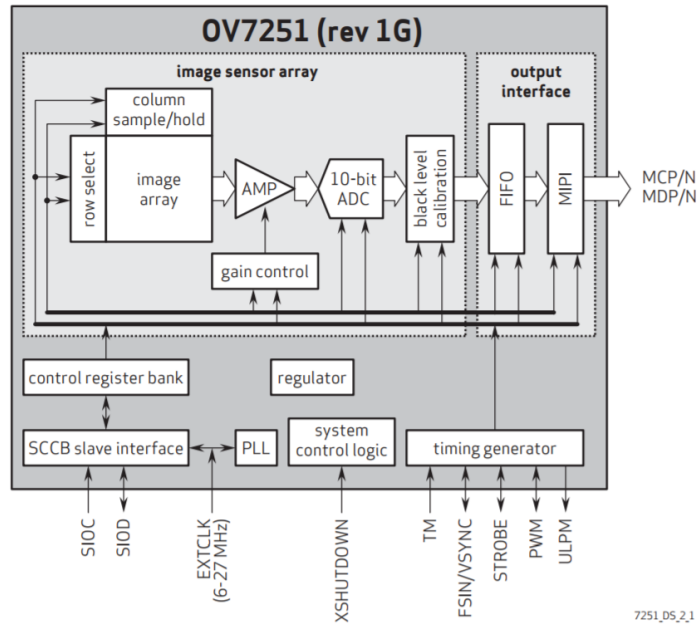 OV7251 (rev 1G)
image sensor array
output
interface
column
sample/hold
row select
image
array
AMP
10-bit
ADC
black level
calibration
FIFO
MIPI
MCP/N
MDP/N
gain control
control register bank
regulator
SCCB slave interface
PLL
system
control logic
timing generator
SIOC
SIOD
EXTCLK
(6-27 MHz)
XSHUTDOWN
TM
FSIN/VSYNC
STROBE
PWM
ULPM
7251_DS_2_1